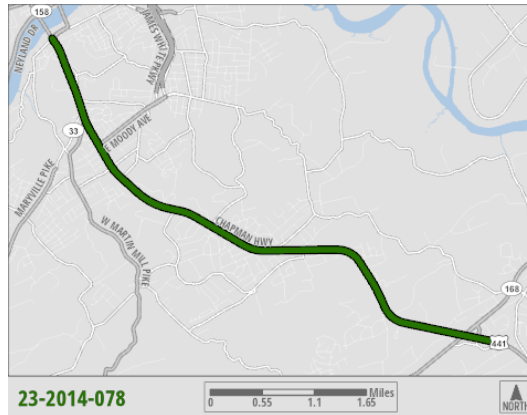 158
NEYLAND DR
JAMES WHITE PKWY
33
E MOODY AVE
MARYVILLE PIKE
W MARTIN MILL PIKE
CHAPMAN HWY
168
441
23-2014-078
Miles
0 0.55 1.1 1.65
NORTH